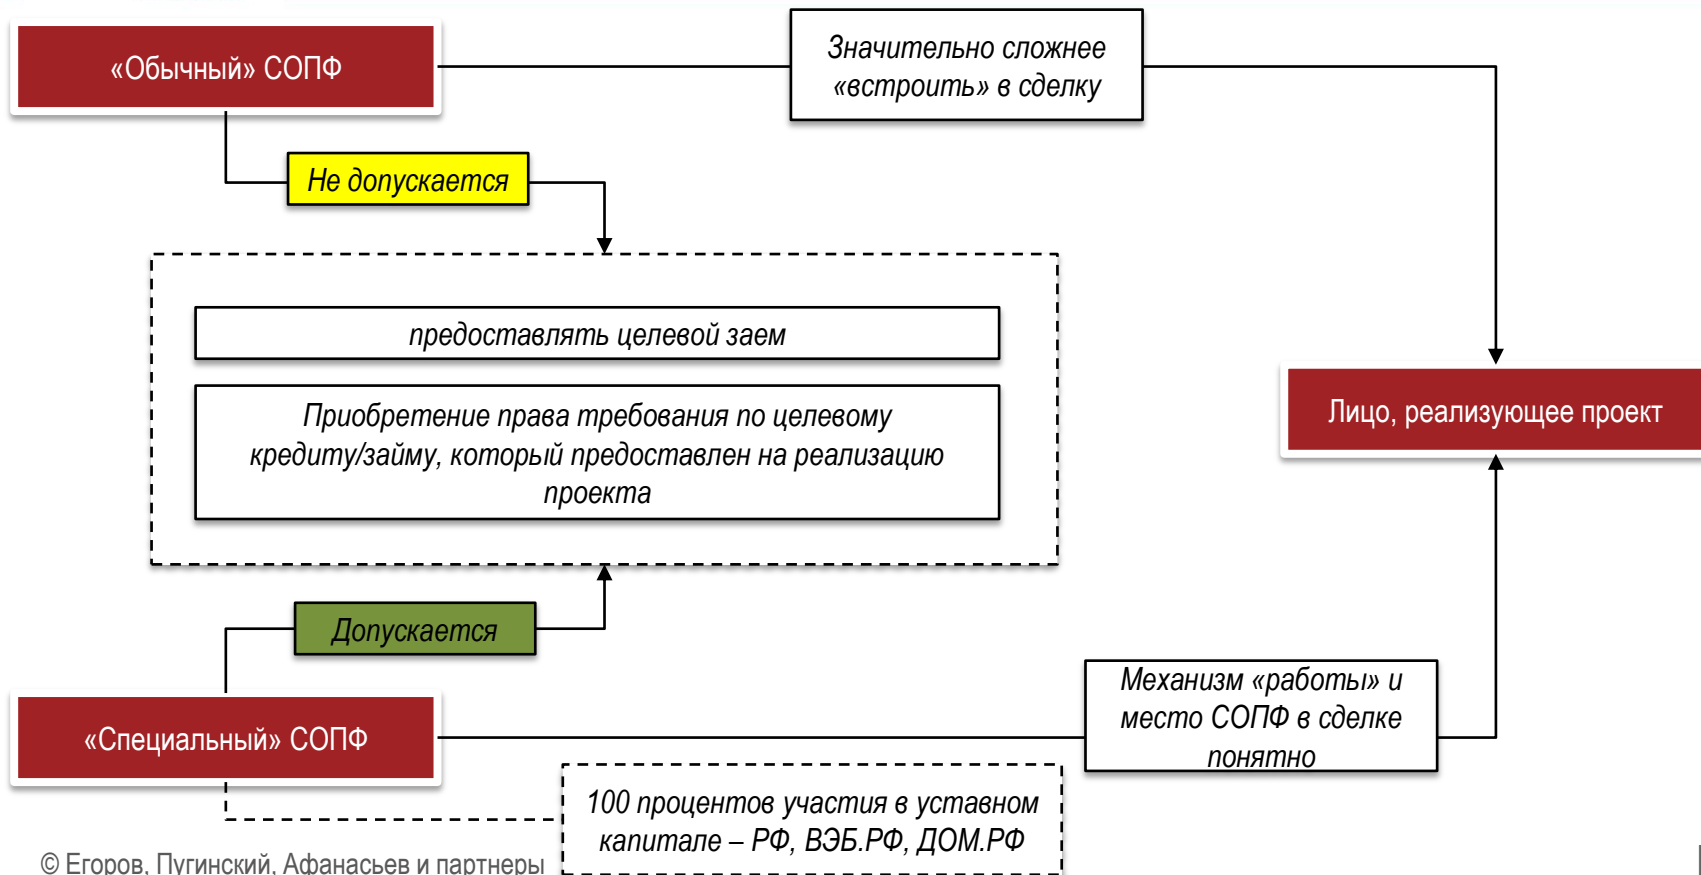 «Обычный» СОПФ
Значительно сложнее
«встроить» в сделку
Не допускается
предоставлять целевой заем
Приобретение права требования по целевому
кредиту/займу, который предоставлен на реализацию
проекта
Лицо, реализующее проект
Допускается
«Специальный» СОПФ
Механизм «работы» и
место СОПФ в сделке
понятно
100 процентов участия в уставном
капитале – РФ, ВЭБ.РФ, ДОМ.РФ
© Егоров, Пугинский, Афанасьев и партнеры